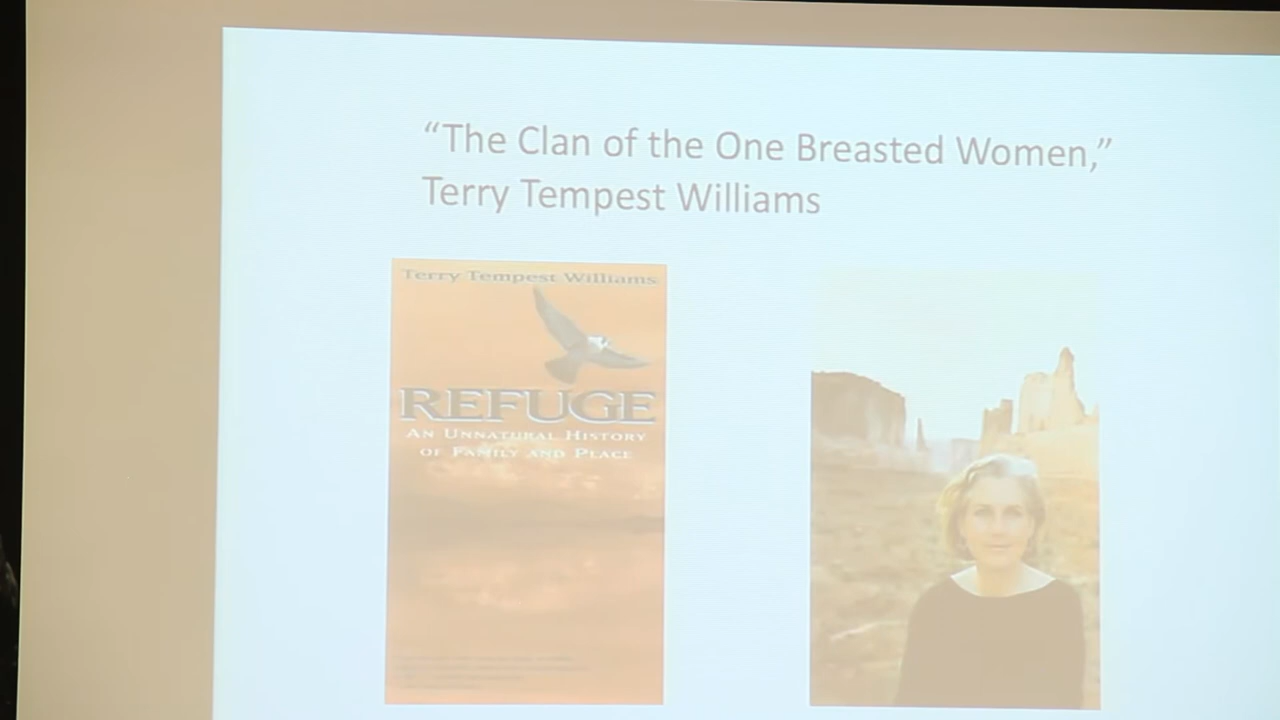 “The Clan of the One Breasted Women,”
Terry Tempest Williams
Terry Tempest Williams
REFUGE
AN UNNATURAL HISTORY
OF FAMILY AND PLACE